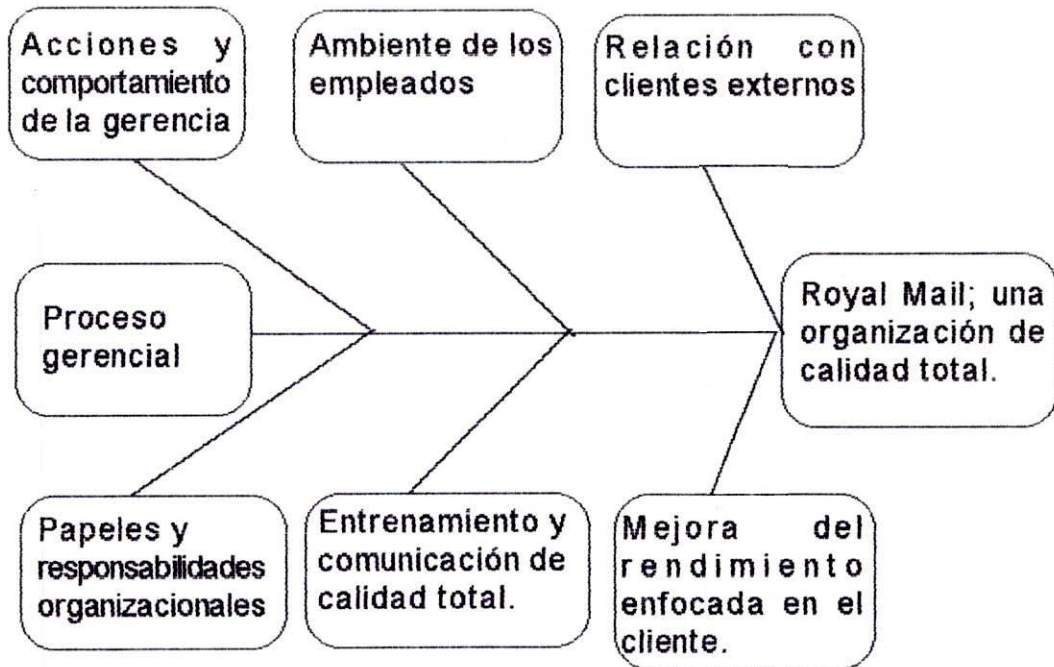 Acciones y
comportamiento
de la gerencia
Ambiente de los
empleados
Relación con
clientes externos
Proceso
gerencial
Royal Mail; una
organización de
calidad total.
Papeles y
responsabilidades
organizacionales
Entrenamiento y
comunicación de
calidad total.
Mejora del
rendimiento
enfocada en el
cliente.